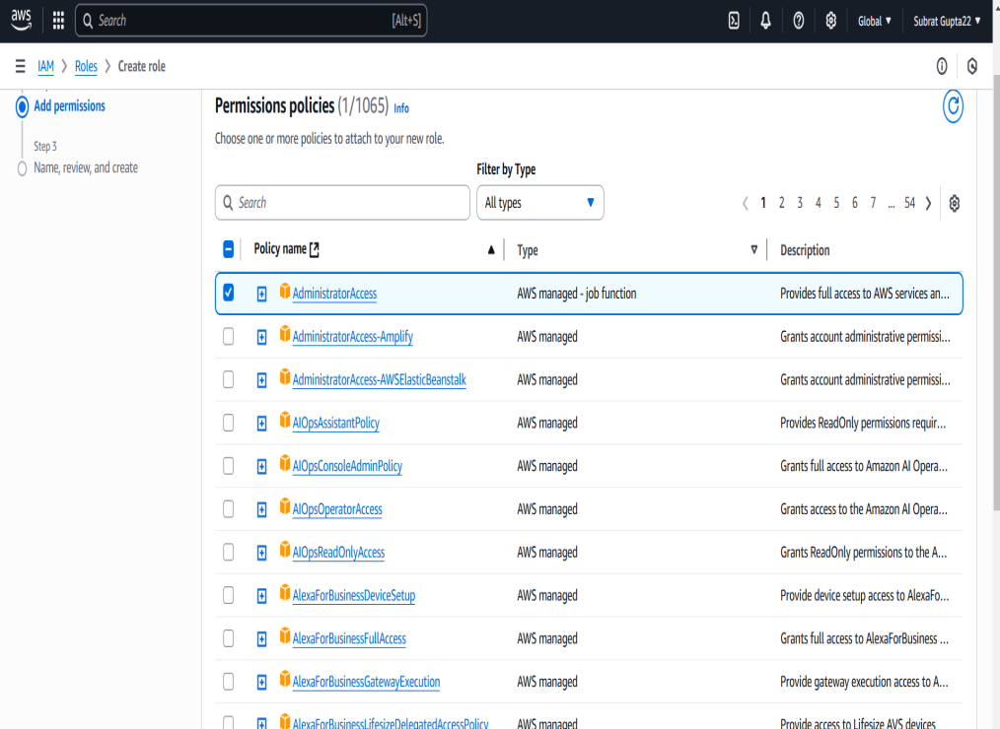 aws Search [Alt+S] Global ▼ Subrat Gupta22 ▼
IAM > Roles > Create role
Add permissions
Step 3
Name, review, and create
Permissions policies (1/1065) Info
Choose one or more policies to attach to your new role.
Filter by Type
Search All types 1 2 3 4 5 6 7 ... 54
Policy name Type Description
AdministratorAccess AWS managed - job function Provides full access to AWS services an...
AdministratorAccess-Amplify AWS managed Grants account administrative permissi...
AdministratorAccess-AWSElasticBeanstalk AWS managed Grants account administrative permissi...
AIOpsAssistantPolicy AWS managed Provides ReadOnly permissions requir...
AIOpsConsoleAdminPolicy AWS managed Grants full access to Amazon AI Opera...
AIOpsOperatorAccess AWS managed Grants access to the Amazon AI Opera...
AIOpsReadOnlyAccess AWS managed Grants ReadOnly permissions to the A...
AlexaForBusinessDeviceSetup AWS managed Provide device setup access to AlexaFo...
AlexaForBusinessFullAccess AWS managed Grants full access to AlexaForBusiness ...
AlexaForBusinessGatewayExecution AWS managed Provide gateway execution access to A...
AlexaForBusinessLifesizeDelegatedAccessPolicy AWS managed Provide access to Lifesize AVS devices